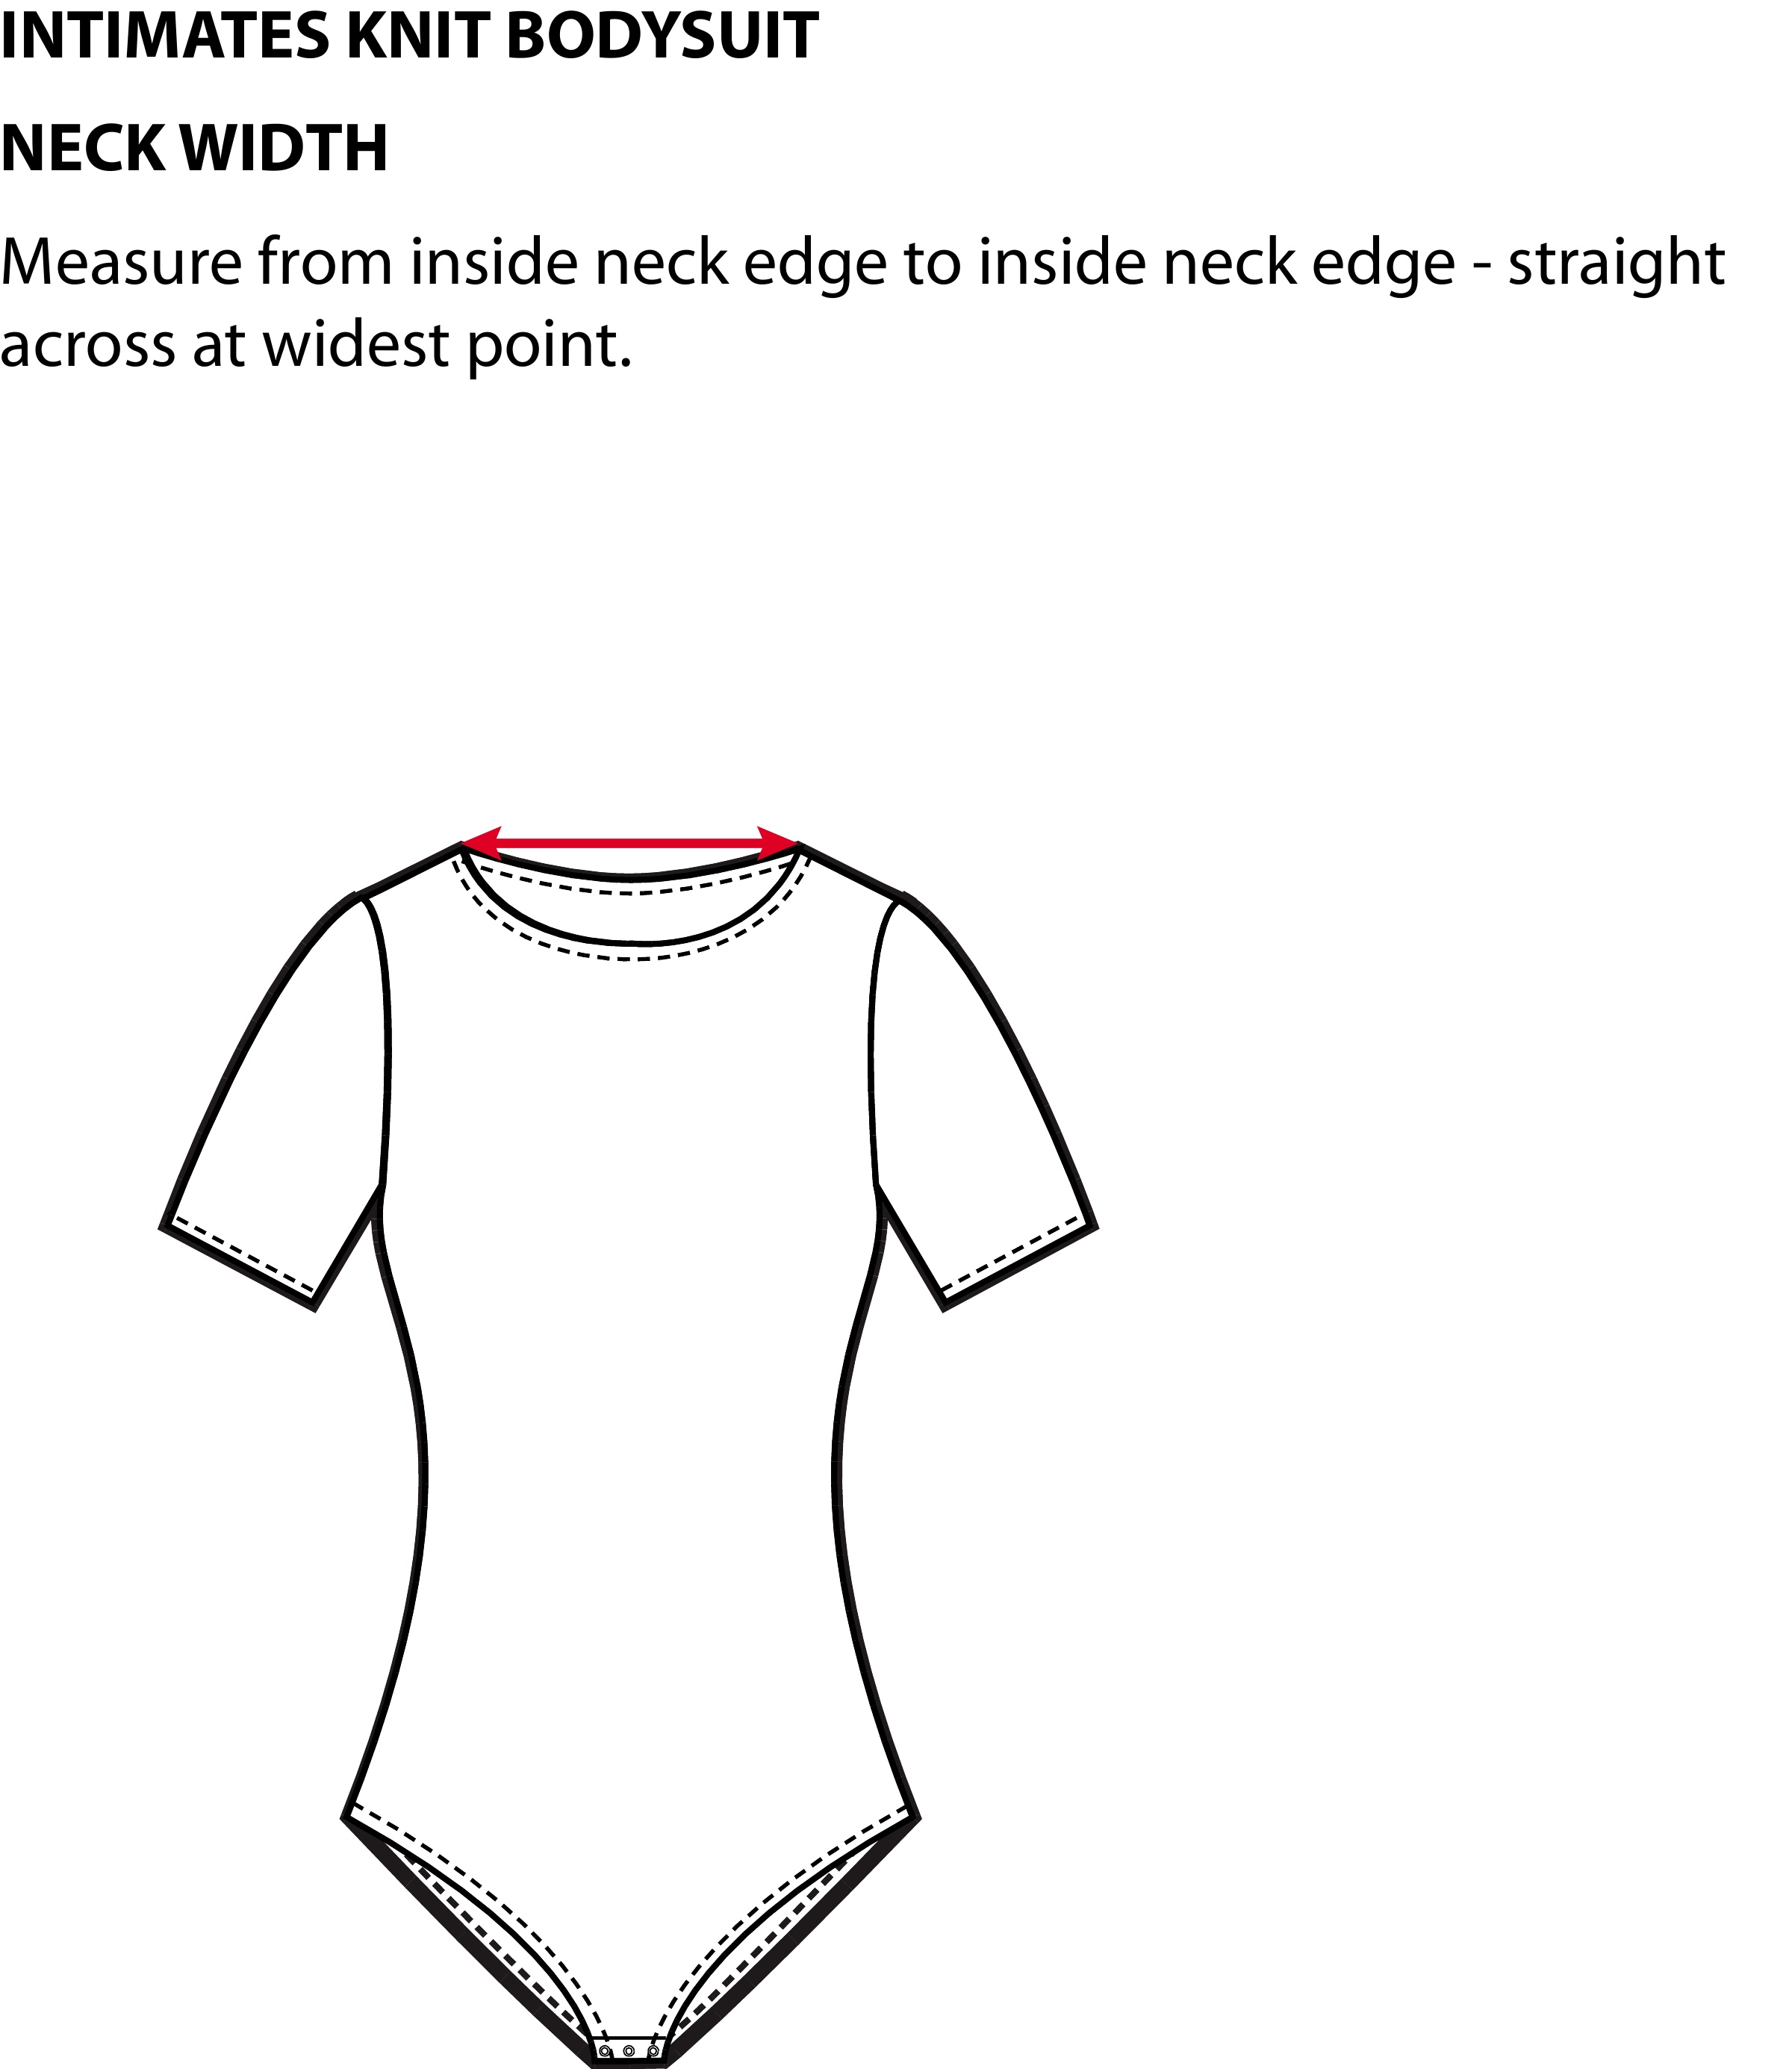 INTIMATES KNIT BODYSUIT
NECK WIDTH
Measure from inside neck edge to inside neck edge - straight
across at widest point.